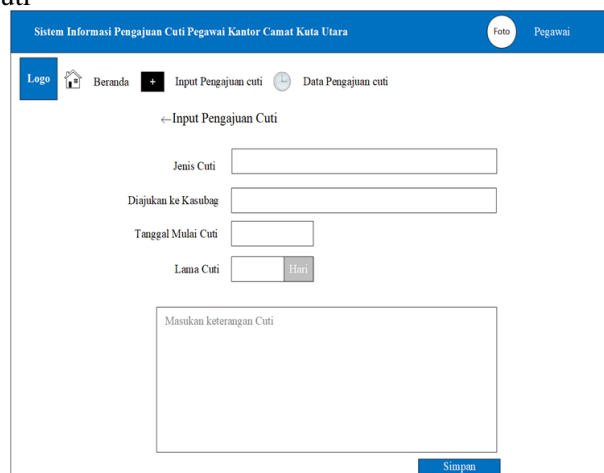 uti
Sistem Informasi Pengajuan Cuti Pegawai Kantor Camat Kuta Utara
Foto
Pegawai
Logo
Beranda
+
Input Pengajuan cuti
Data Pengajuan cuti
←Input Pengajuan Cuti
Jenis Cuti
Diajukan ke Kasubag
Tanggal Mulai Cuti
Lama Cuti
Hari
Masukan keterangan Cuti
Simpan